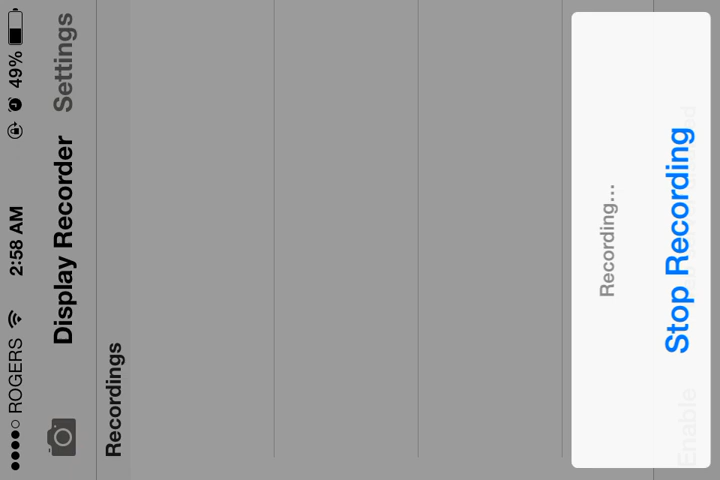 ●●●●○ ROGERS 2:58 AM 49%
Display Recorder Settings
Recordings
Recording...
Stop Recording
Enable